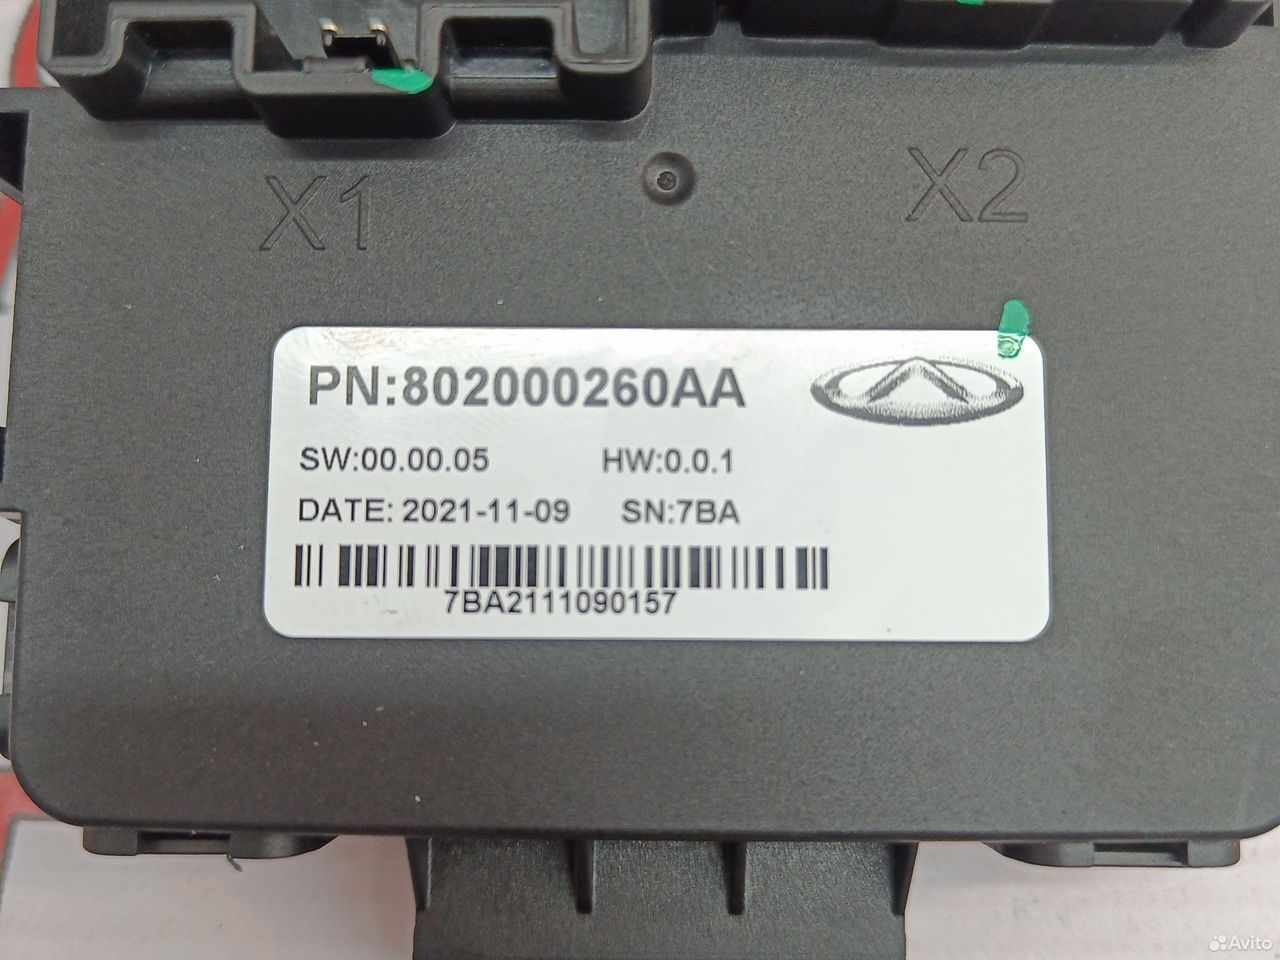 X1
X2
PN:802000260AA
SW:00.00.05 HW:0.0.1
DATE: 2021-11-09 SN:7BA
7BA2111090157
Avito